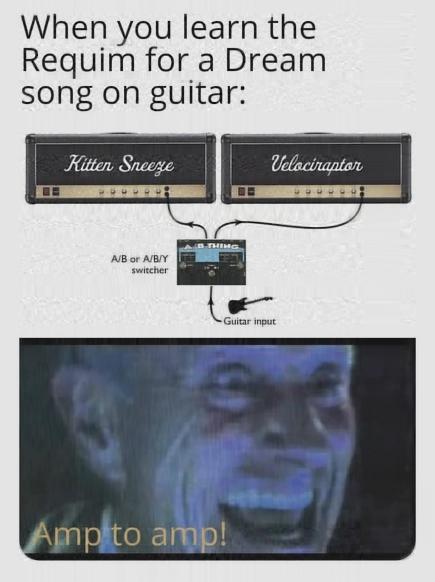 When you learn the
Requim for a Dream
song on guitar:
Kitten Sneeze
Velociraptor
A/B-THING
A/B or A/B/Y
switcher
Guitar input
Amp to amp!